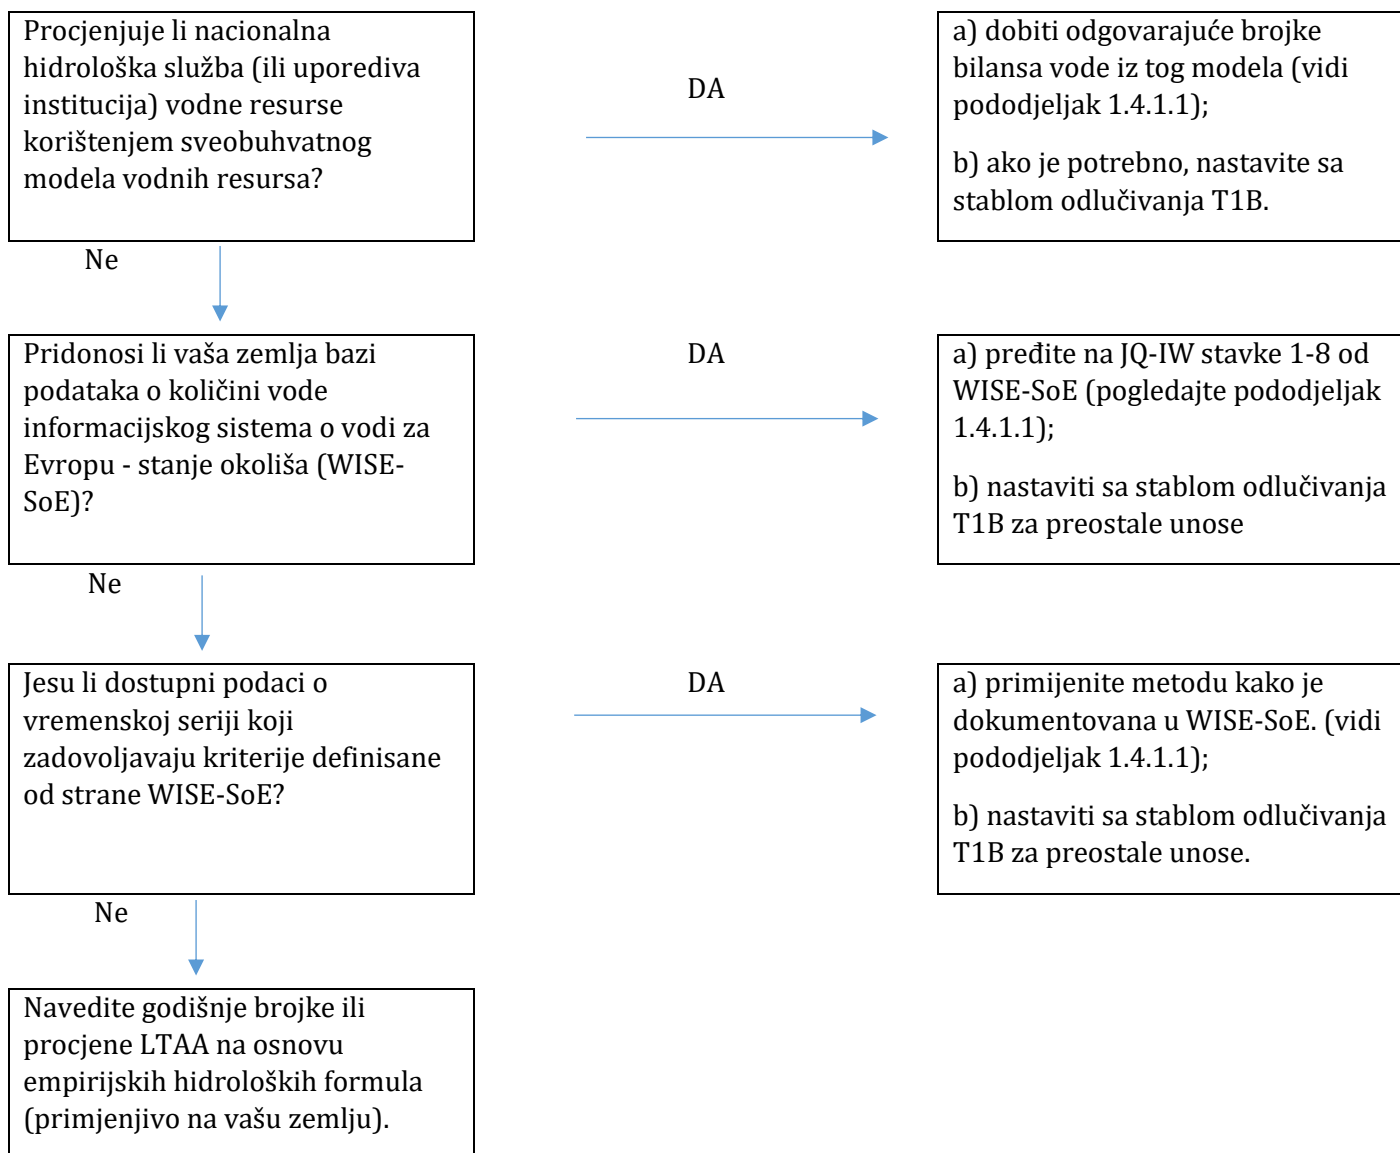 Procjenjuje li nacionalna
hidrološka služba (ili uporediva
institucija) vodne resurse
korištenjem sveobuhvatnog
modela vodnih resursa?
DA
a) dobiti odgovarajuće brojke
bilansa vode iz tog modela (vidi
pododjeljak 1.4.1.1);
b) ako je potrebno, nastavite sa
stablom odlučivanja T1B.
Ne
Pridonosi li vaša zemlja bazi
podataka o količini vode
informacijskog sistema o vodi za
Evropu - stanje okoliša (WISE-
SoE)?
DA
a) pređite na JQ-IW stavke 1-8 od
WISE-SoE (pogledajte pododjeljak
1.4.1.1);
b) nastaviti sa stablom odlučivanja
T1B za preostale unose
Ne
Jesu li dostupni podaci o
vremenskoj seriji koji
zadovoljavaju kriterije definisane
od strane WISE-SoE?
DA
a) primijenite metodu kako je
dokumentovana u WISE-SoE. (vidi
pododjeljak 1.4.1.1);
b) nastaviti sa stablom odlučivanja
T1B za preostale unose.
Ne
Navedite godišnje brojke ili
procjene LTAA na osnovu
empirijskih hidroloških formula
(primjenjivo na vašu zemlju).